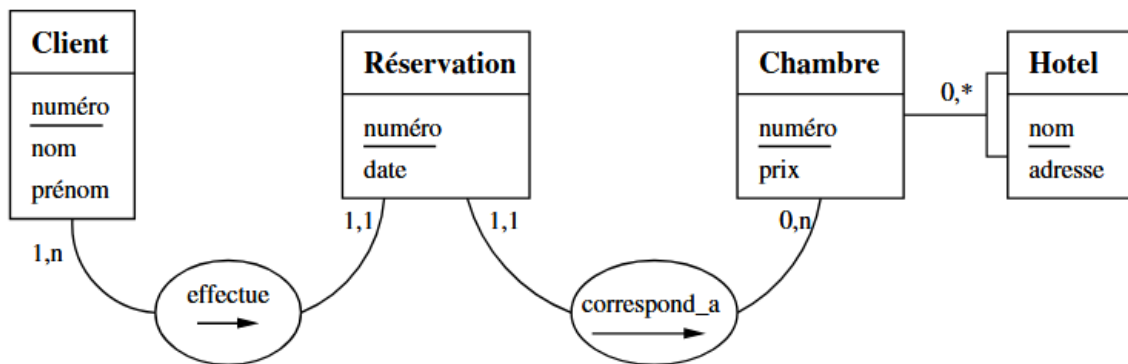 Client
numéro
nom
prénom
Réservation
numéro
date
Chambre
numéro
prix
0,*
Hotel
nom
adresse
1,n
effectue
1,1
1,1
correspond_a
0,n